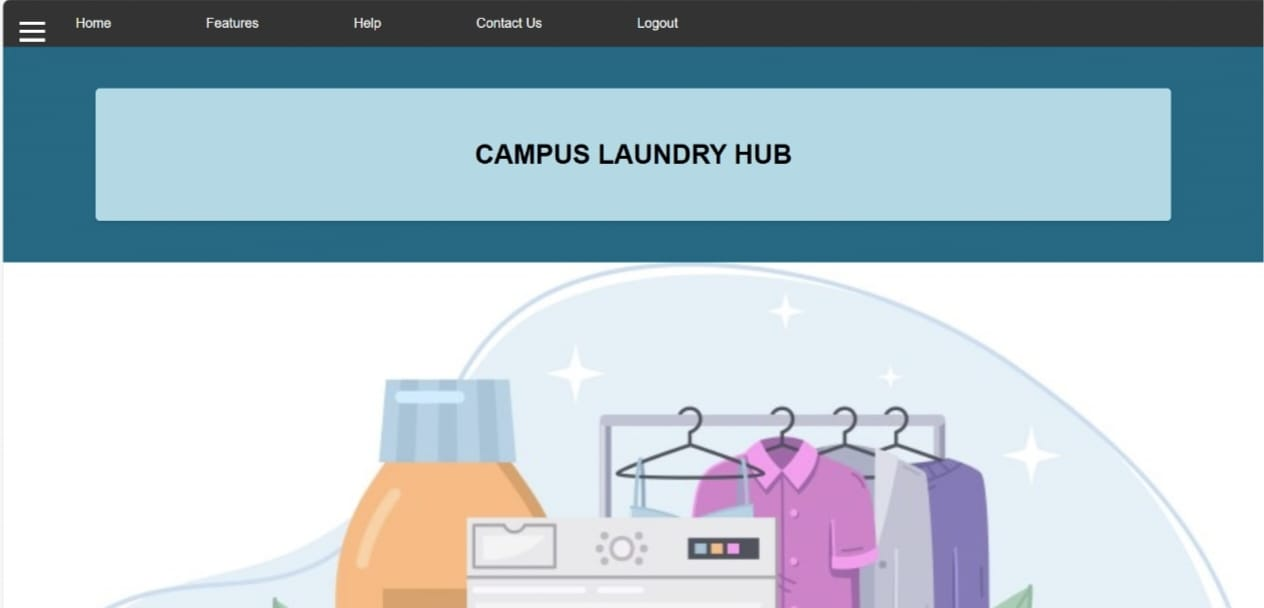 Home Features Help Contact Us Logout
CAMPUS LAUNDRY HUB